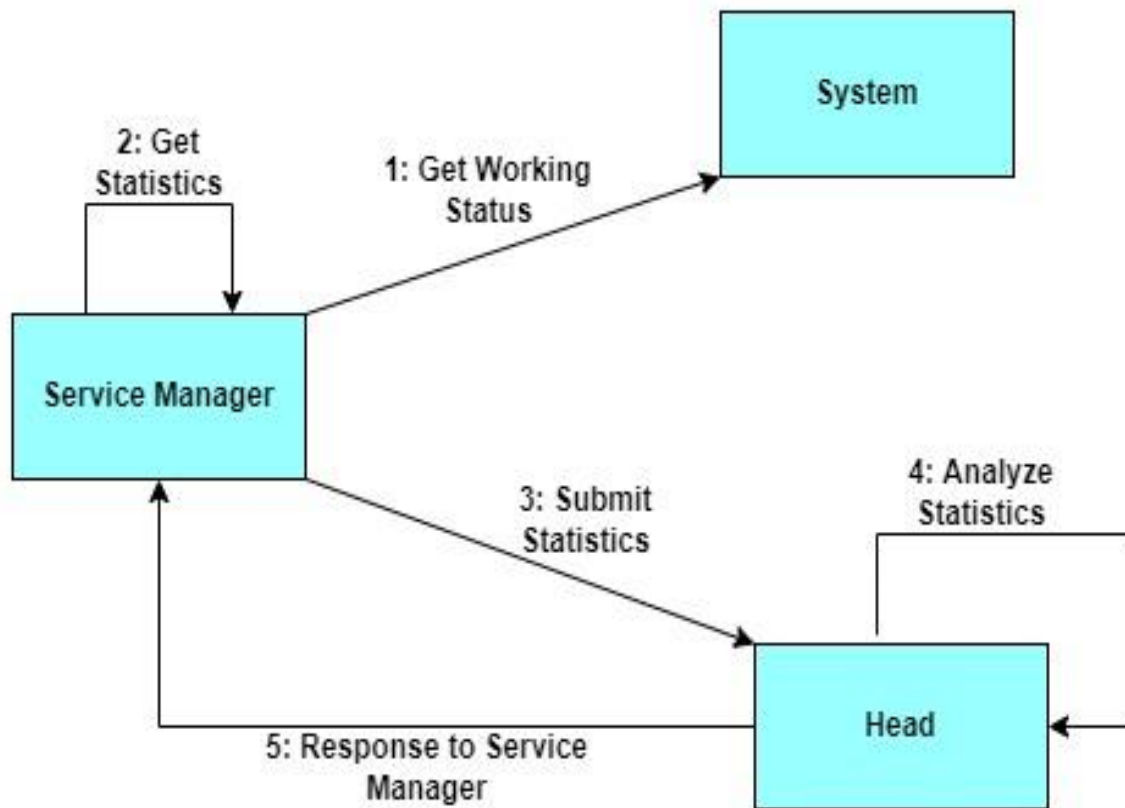 System
2: Get
Statistics
1: Get Working
Status
Service Manager
3: Submit
Statistics
4: Analyze
Statistics
Head
5: Response to Service
Manager